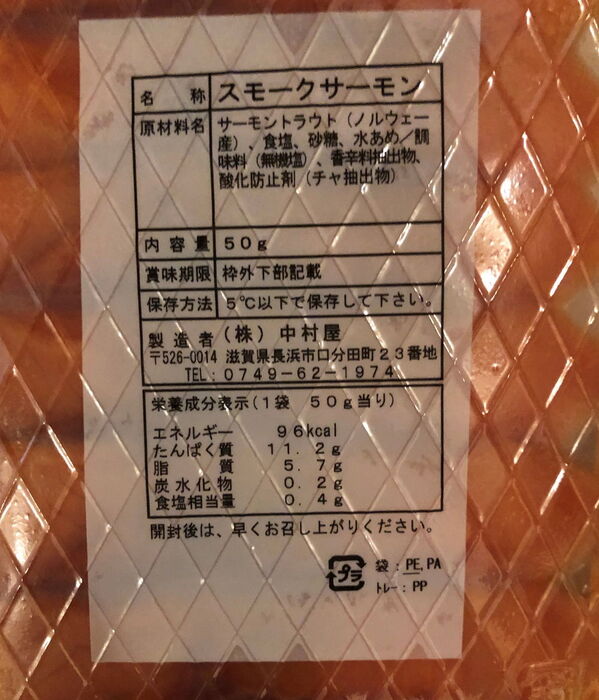 名称 スモークサーモン
原材料名 サーモントラウト（ノルウェー
産）、食塩、砂糖、水あめ／調
味料（無機塩）、香辛料抽出物、
酸化防止剤（チャ抽出物）
内容量 50g
賞味期限 枠外下部記載
保存方法 5℃以下で保存して下さい。
製造者（株）中村屋
〒526-0014 滋賀県長浜市口分田町23番地
TEL：0749-62-1974
栄養成分表示（1袋 50g当り）
エネルギー 96kcal
たんぱく質 11.2g
脂質 5.7g
炭水化物 0.2g
食塩相当量 0.4g
開封後は、早くお召し上がりください。
プラ 袋：PE,PA
トレー：PP